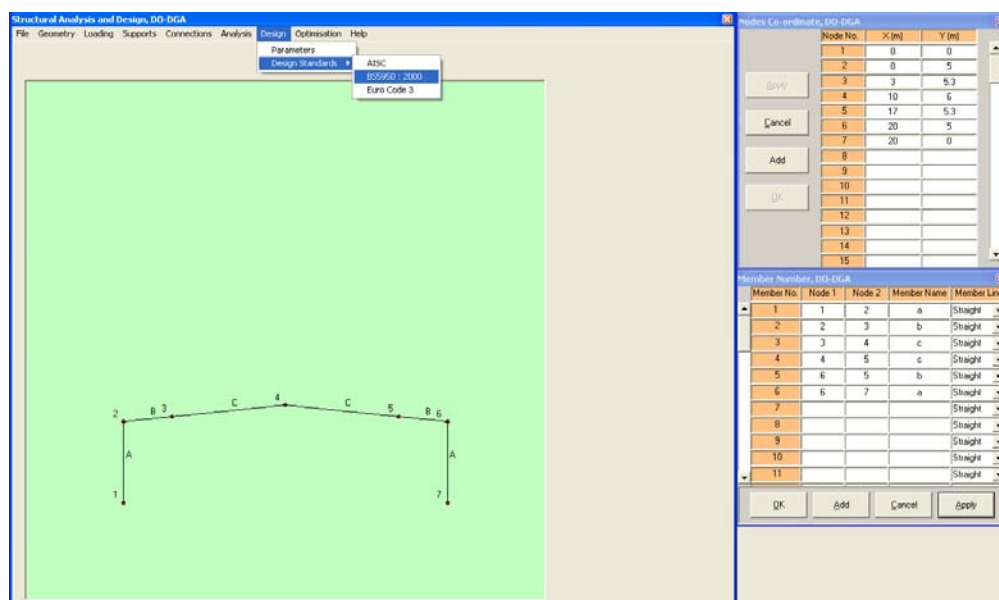 Structural Analysis and Design, DO-DGA
File Geometry Loading Supports Connections Analysis Design Optimisation Help
Parameters
Design Standards
AISC
BS5950 : 2000
Euro Code 3
2 B 3 C 4 C 5 B 6
A A
1 7
Nodes Co-ordinate, DO-DGA
Node No. X (m) Y (m)
1 0 0
2 0 5
3 3 5.3
4 10 6
5 17 5.3
6 20 5
7 20 0
8
9
10
11
12
13
14
15
Apply
Cancel
Add
OK
Member Number, DO-DGA
Member No. Node 1 Node 2 Member Name Member Line
1 1 2 a Straight
2 2 3 b Straight
3 3 4 c Straight
4 4 5 c Straight
5 6 5 b Straight
6 6 7 a Straight
7 Straight
8 Straight
9 Straight
10 Straight
11 Straight
OK Add Cancel Apply